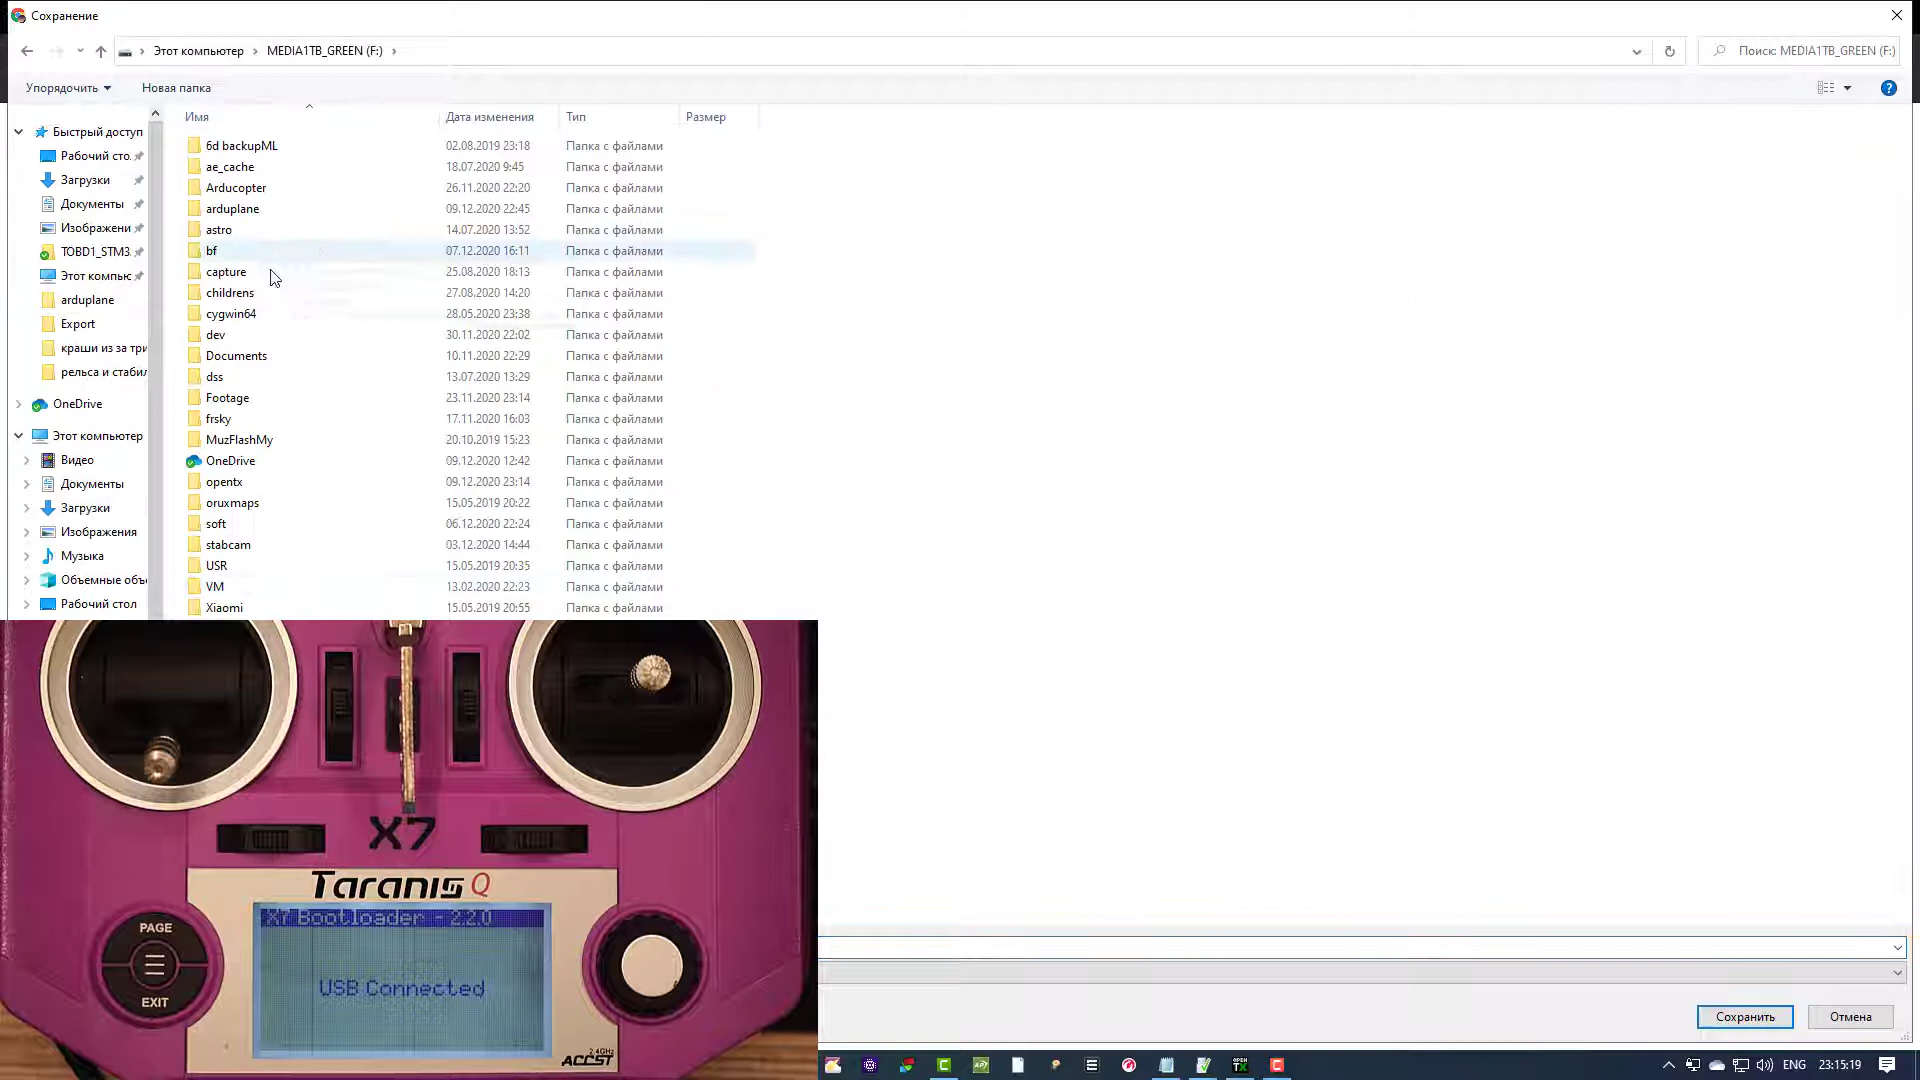 Сохранение
Этот компьютер
MEDIA1TB_GREEN (F:)
Поиск: MEDIA1TB_GREEN (F:)
Упорядочить
Новая папка
Имя
Дата изменения
Тип
Размер
Быстрый доступ
Рабочий сто.
Загрузки
Документы
Изображени
TOBD1_STM3.
Этот компьк
arduplane
Export
краши из за три
рельса и стабил
OneDrive
Этот компьютер
Видео
Документы
Загрузки
Изображения
Музыка
Объемные объ
Рабочий стол
6d backupML 02.08.2019 23:18 Папка с файлами
ae_cache 18.07.2020 9:45 Папка с файлами
Arducopter 26.11.2020 22:20 Папка с файлами
arduplane 09.12.2020 22:45 Папка с файлами
astro 14.07.2020 13:52 Папка с файлами
bf 07.12.2020 16:11 Папка с файлами
capture 25.08.2020 18:13 Папка с файлами
childrens 27.08.2020 14:20 Папка с файлами
cygwin64 28.05.2020 23:38 Папка с файлами
dev 30.11.2020 22:02 Папка с файлами
Documents 10.11.2020 22:29 Папка с файлами
dss 13.07.2020 13:29 Папка с файлами
Footage 23.11.2020 23:14 Папка с файлами
frsky 17.11.2020 16:03 Папка с файлами
MuzFlashMy 20.10.2019 15:23 Папка с файлами
OneDrive 09.12.2020 12:42 Папка с файлами
opentx 09.12.2020 23:14 Папка с файлами
oruxmaps 15.05.2019 20:22 Папка с файлами
soft 06.12.2020 22:24 Папка с файлами
stabcam 03.12.2020 14:44 Папка с файлами
USR 15.05.2019 20:35 Папка с файлами
VM 13.02.2020 22:23 Папка с файлами
Xiaomi 15.05.2019 20:55 Папка с файлами
X7
Taranis Q
X7 Bootloader - 2.2.0
USB Connected
PAGE
EXIT
2.4GHz
ACCST
Сохранить
Отмена
OPEN
TX
ENG
23:15:19